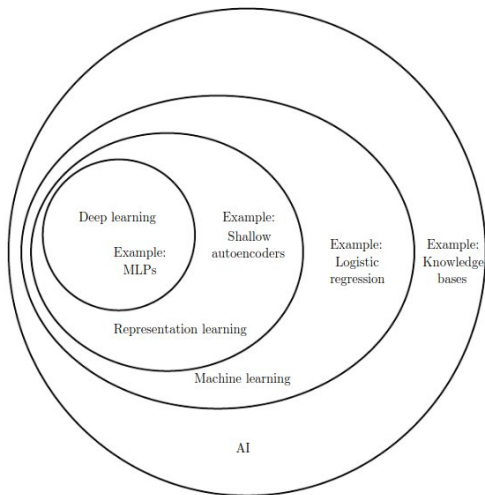 Deep learning
Example:
MLPs
Example:
Shallow
autoencoders
Example:
Logistic
regression
Example:
Knowledge
bases
Representation learning
Machine learning
AI